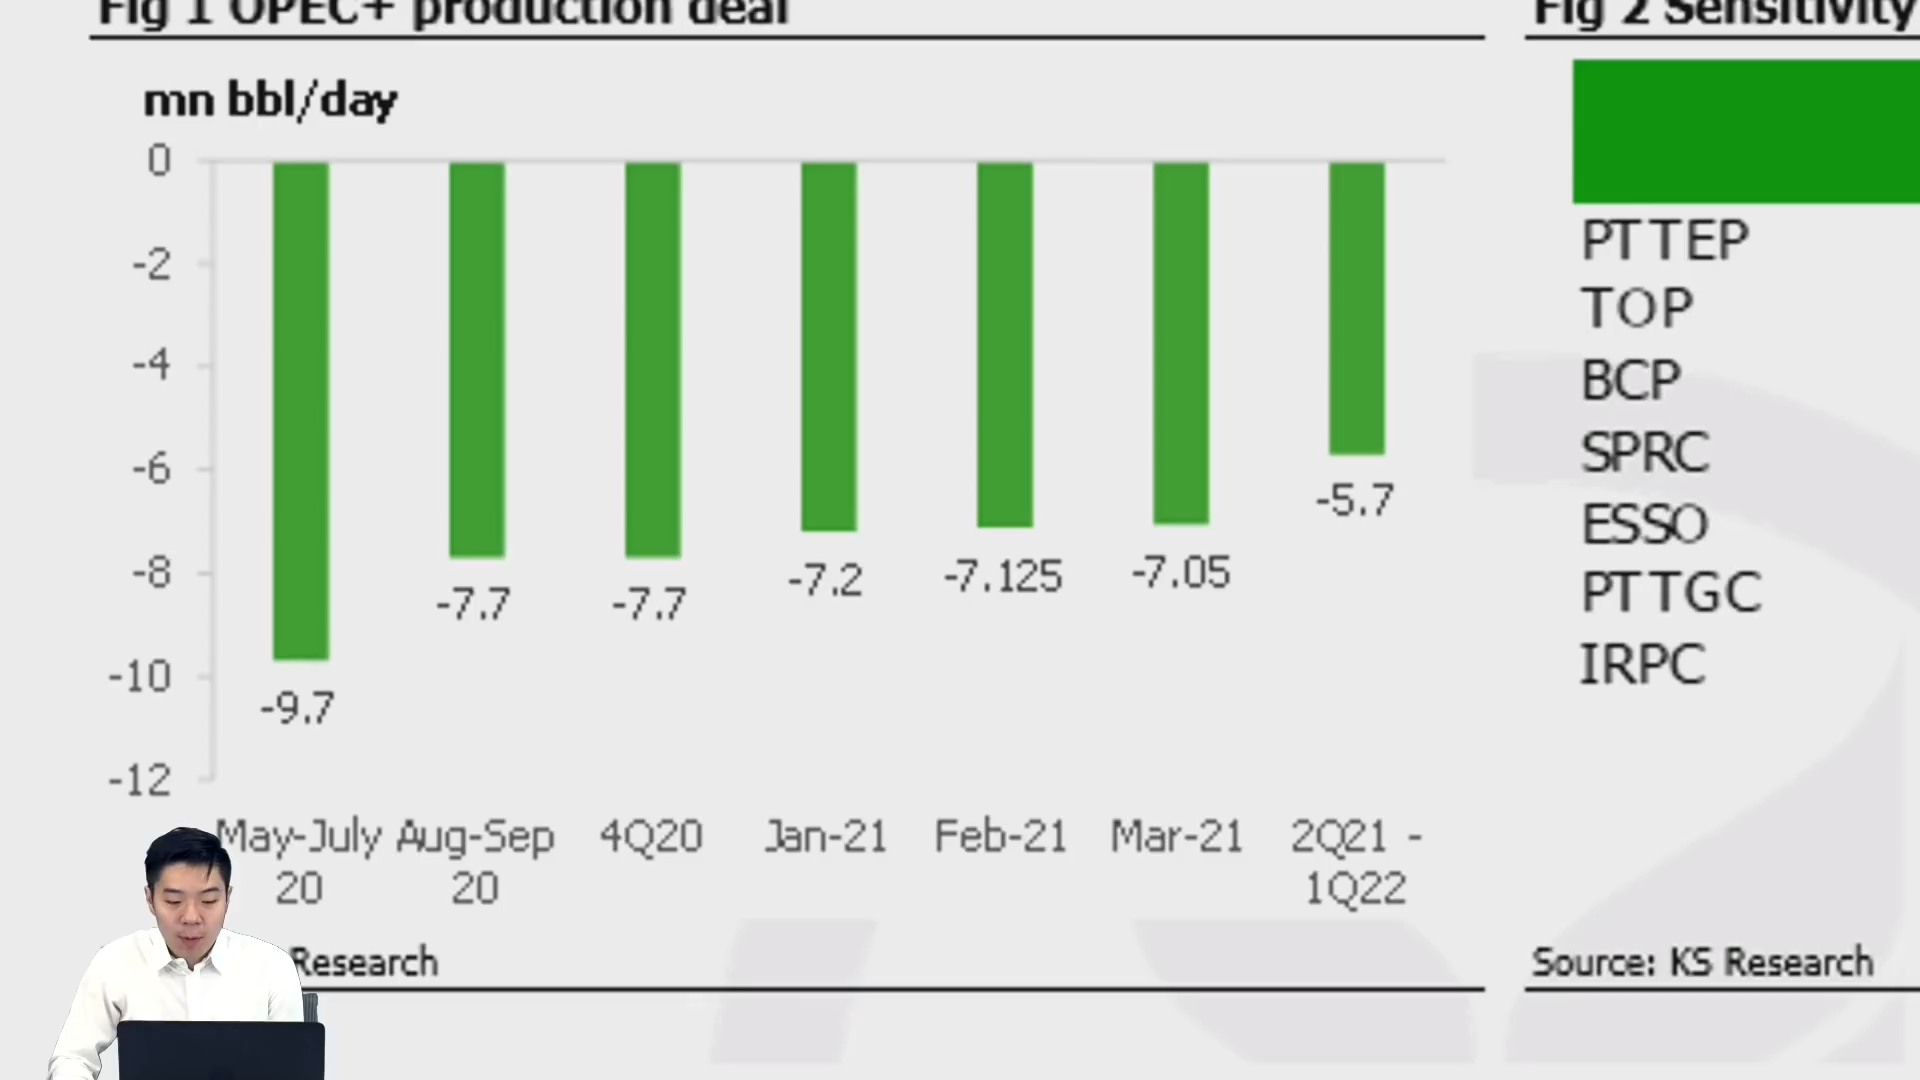 Fig 1 OPEC+ production deal
mn bbl/day
0
-2
-4
-6
-8
-10
-12
-9.7
-7.7
-7.7
-7.2
-7.125
-7.05
-5.7
May-July 20
Aug-Sep 20
4Q20
Jan-21
Feb-21
Mar-21
2Q21 - 1Q22
Research
Fig 2 Sensitivity
PTTEP
TOP
BCP
SPRC
ESSO
PTTGC
IRPC
Source: KS Research